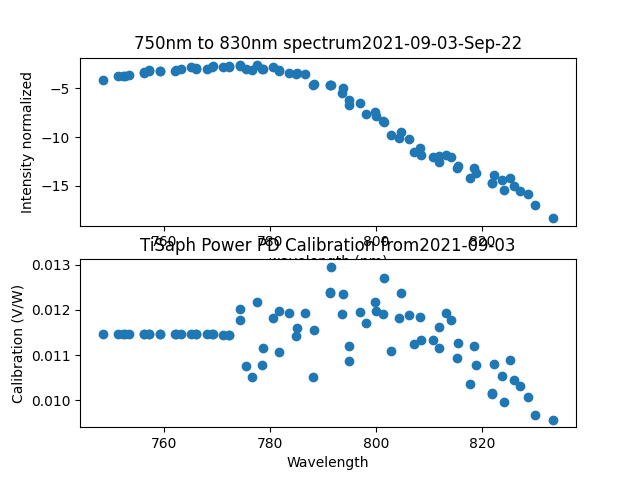 750nm to 830nm spectrum2021-09-03-Sep-22
Intensity normalized
−5
−10
−15
760 780 800 820
wavelength (nm)
TiSaph Power PD Calibration from2021-09-03
Calibration (V/W)
0.013
0.012
0.011
0.010
760 780 800 820
Wavelength